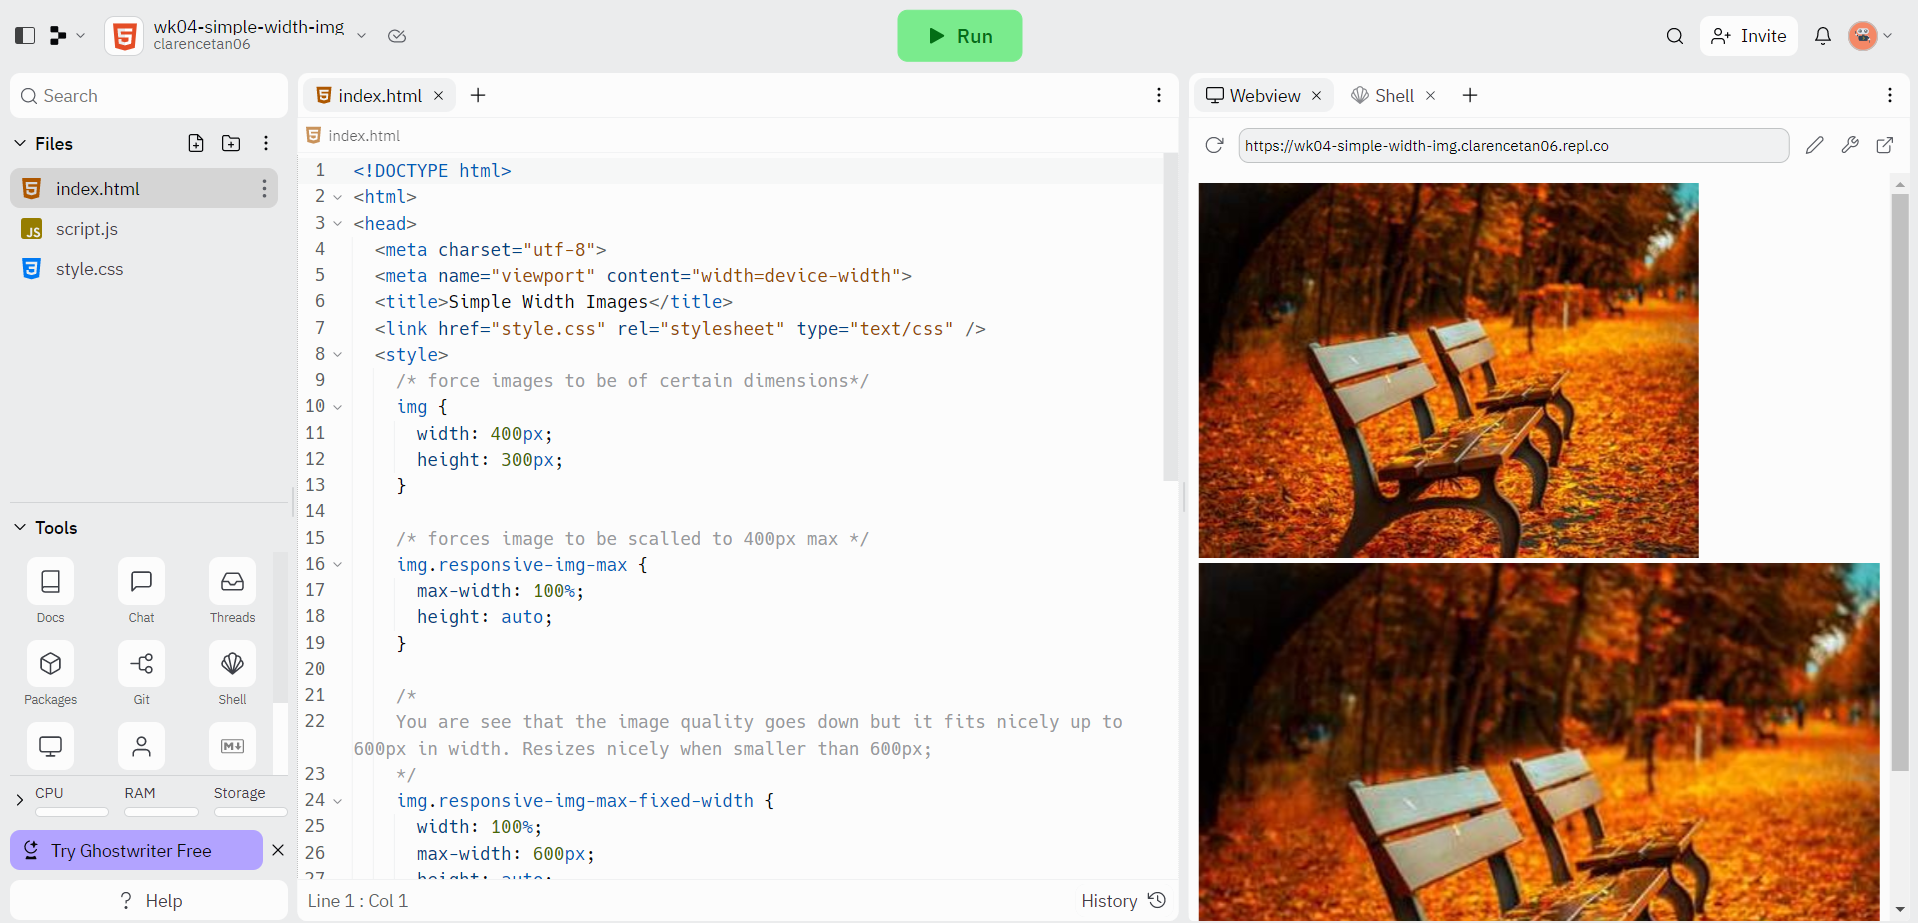 wk04-simple-width-img
clarencetan06
Run
Invite
Search
Files
index.html
script.js
style.css
Tools
Docs
Chat
Threads
Packages
Git
Shell
CPU
RAM
Storage
Try Ghostwriter Free
? Help
index.html
index.html
1 <!DOCTYPE html>
2 <html>
3 <head>
4 <meta charset="utf-8">
5 <meta name="viewport" content="width=device-width">
6 <title>Simple Width Images</title>
7 <link href="style.css" rel="stylesheet" type="text/css" />
8 <style>
9 /* force images to be of certain dimensions*/
10 img {
11 width: 400px;
12 height: 300px;
13 }
14
15 /* forces image to be scalled to 400px max */
16 img.responsive-img-max {
17 max-width: 100%;
18 height: auto;
19 }
20
21 /*
22 You are see that the image quality goes down but it fits nicely up to
600px in width. Resizes nicely when smaller than 600px;
23 */
24 img.responsive-img-max-fixed-width {
25 width: 100%;
26 max-width: 600px;
27 height: auto;
Line 1 : Col 1
History
Webview
Shell
https://wk04-simple-width-img.clarencetan06.repl.co